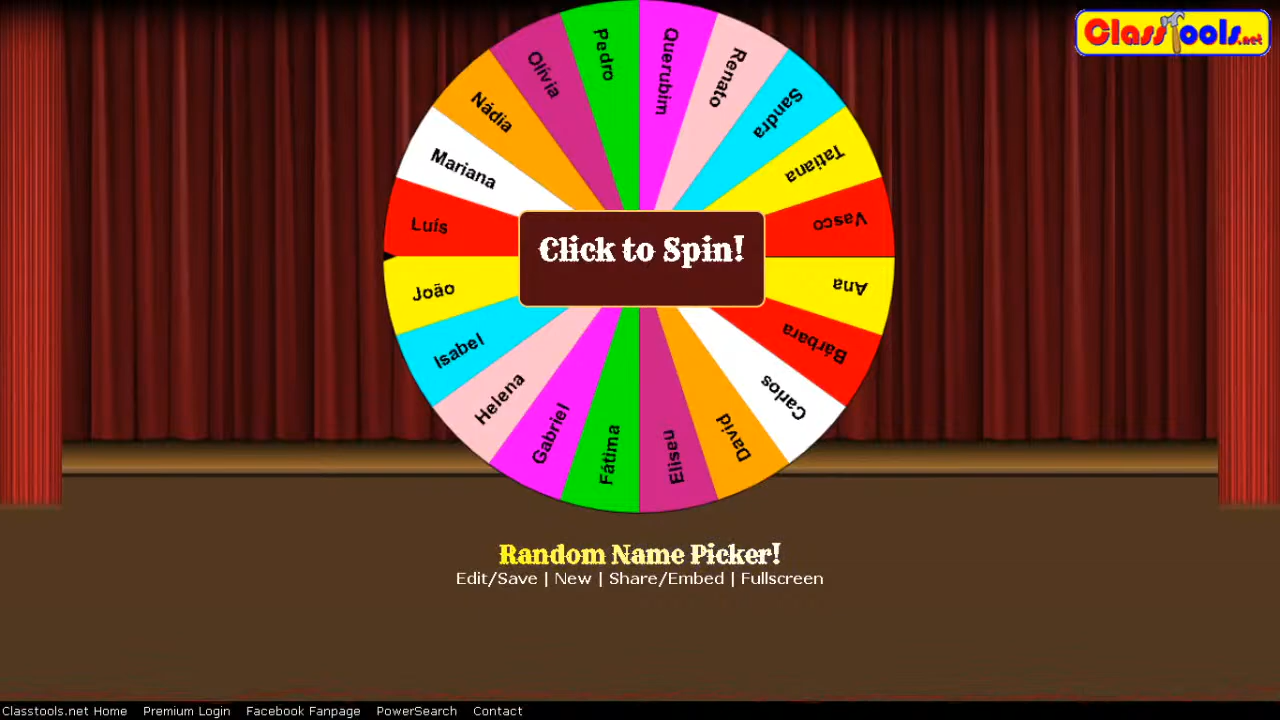 ClassTools.net
Pedro
Querubim
Olívia
Renato
Nádia
Sandra
Mariana
Tatiana
Luís
Vasco
Click to Spin!
João
Ana
Isabel
Bárbara
Helena
Carlos
Gabriel
David
Fátima
Eliseu
Random Name Picker!
Edit/Save | New | Share/Embed | Fullscreen
Classtools.net Home Premium Login Facebook Fanpage PowerSearch Contact